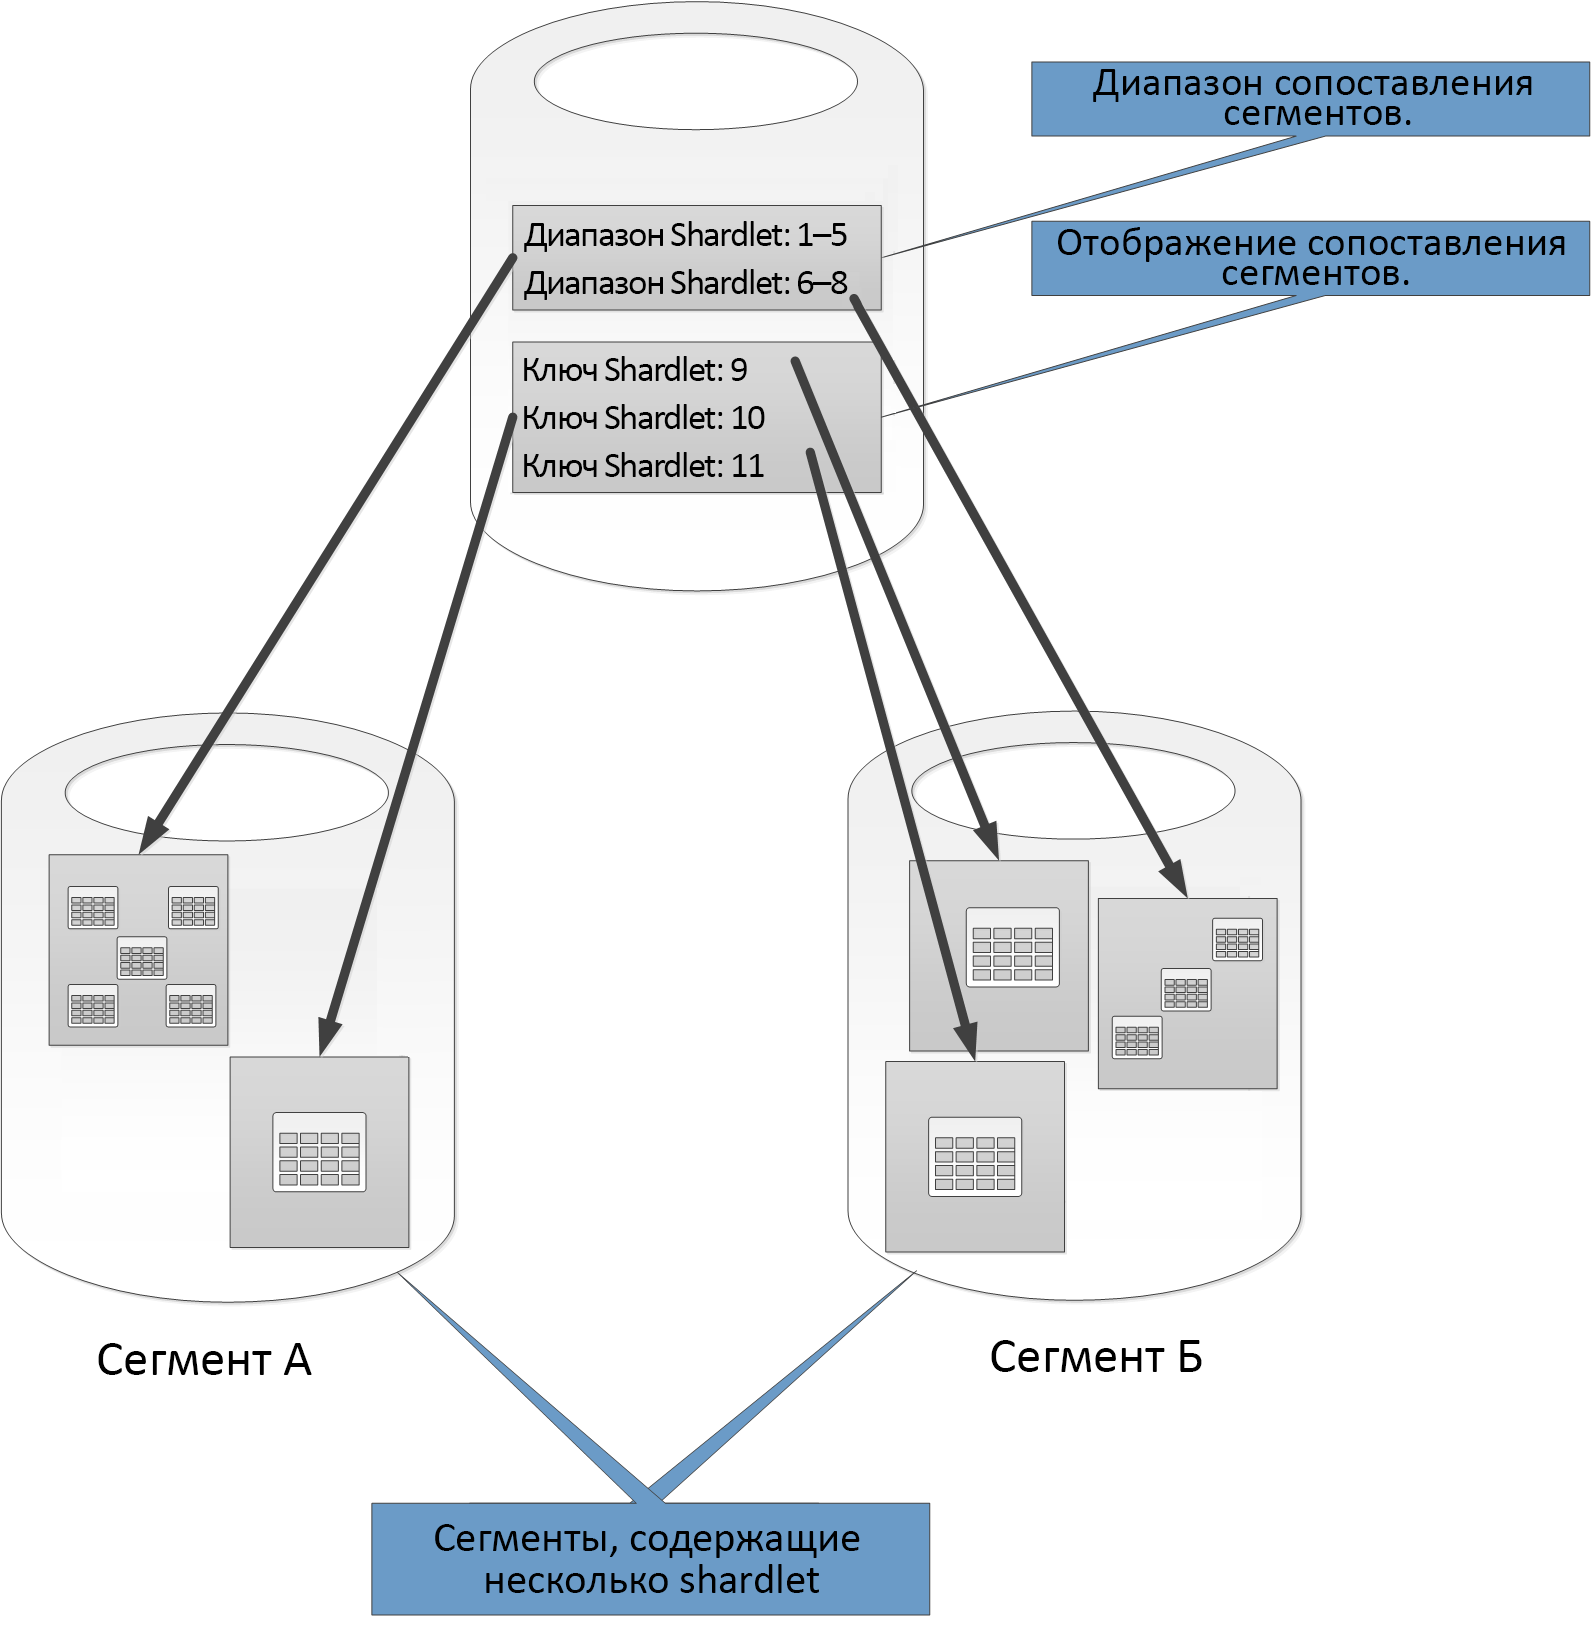 Диапазон сопоставления
сегментов.
Диапазон Shardlet: 1–5
Диапазон Shardlet: 6–8
Отображение сопоставления
сегментов.
Ключ Shardlet: 9
Ключ Shardlet: 10
Ключ Shardlet: 11
Сегмент А
Сегмент Б
Сегменты, содержащие
несколько shardlet